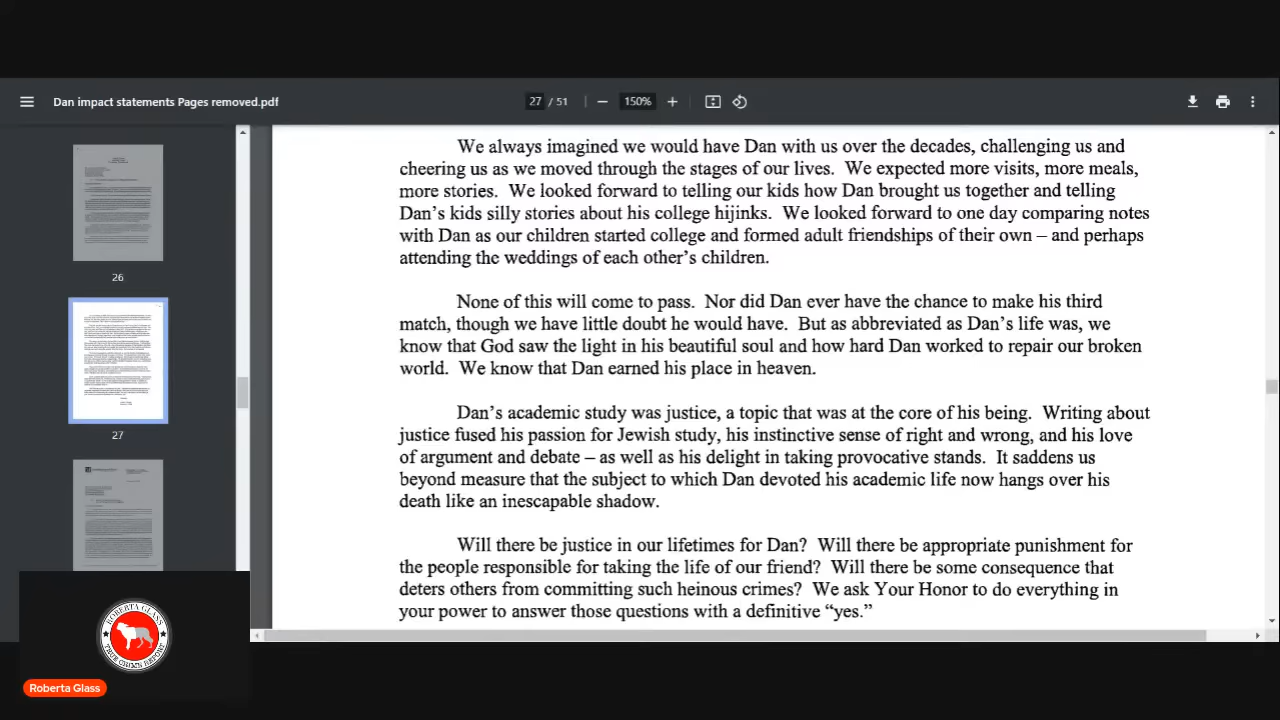 Dan impact statements Pages removed.pdf
27 / 51
150%
We always imagined we would have Dan with us over the decades, challenging us and
cheering us as we moved through the stages of our lives. We expected more visits, more meals,
more stories. We looked forward to telling our kids how Dan brought us together and telling
Dan's kids silly stories about his college hijinks. We looked forward to one day comparing notes
with Dan as our children started college and formed adult friendships of their own – and perhaps
attending the weddings of each other's children.
None of this will come to pass. Nor did Dan ever have the chance to make his third
match, though we have little doubt he would have. But as abbreviated as Dan's life was, we
know that God saw the light in his beautiful soul and how hard Dan worked to repair our broken
world. We know that Dan earned his place in heaven.
Dan's academic study was justice, a topic that was at the core of his being. Writing about
justice fused his passion for Jewish study, his instinctive sense of right and wrong, and his love
of argument and debate – as well as his delight in taking provocative stands. It saddens us
beyond measure that the subject to which Dan devoted his academic life now hangs over his
death like an inescapable shadow.
Will there be justice in our lifetimes for Dan? Will there be appropriate punishment for
the people responsible for taking the life of our friend? Will there be some consequence that
deters others from committing such heinous crimes? We ask Your Honor to do everything in
your power to answer those questions with a definitive "yes."
26
27
ROBERTA GLASS
TRUE CRIME REPORT
Roberta Glass